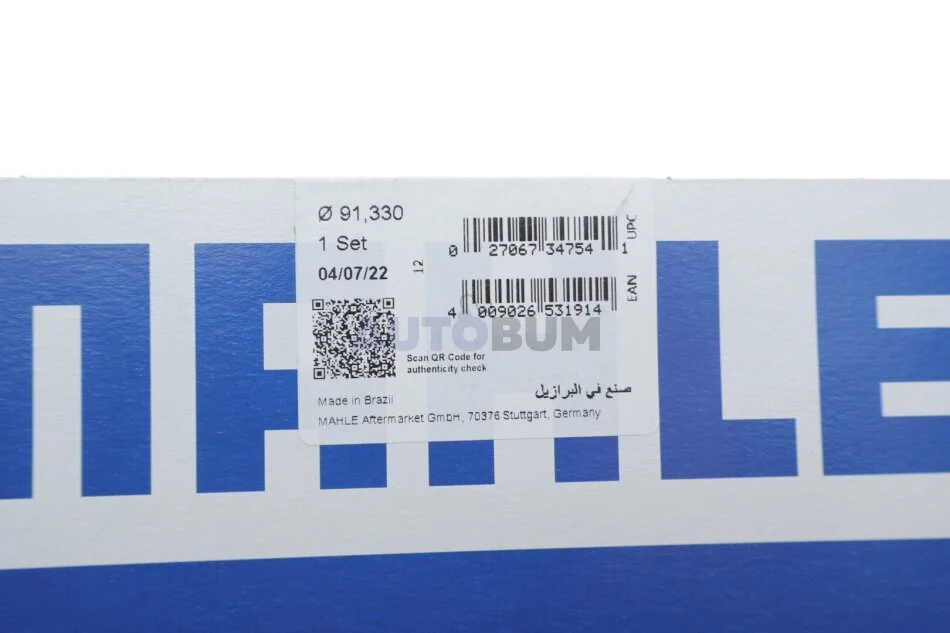 MAHLE
Ø 91,330
1 Set
04/07/22
12
0 27067 34754 1
UPC
4 009026 531914
EAN
AUTOBUM
Scan QR Code for
authenticity check
صنع في البرازيل
Made in Brazil
MAHLE Aftermarket GmbH, 70376 Stuttgart, Germany